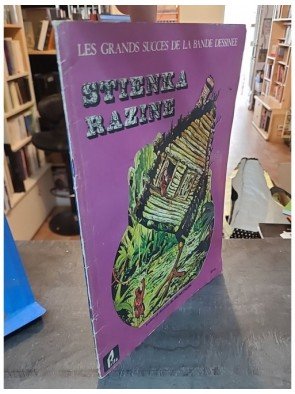 LES GRANDS SUCCES DE LA BANDE DESSINEE
STIENKA
RAZINE